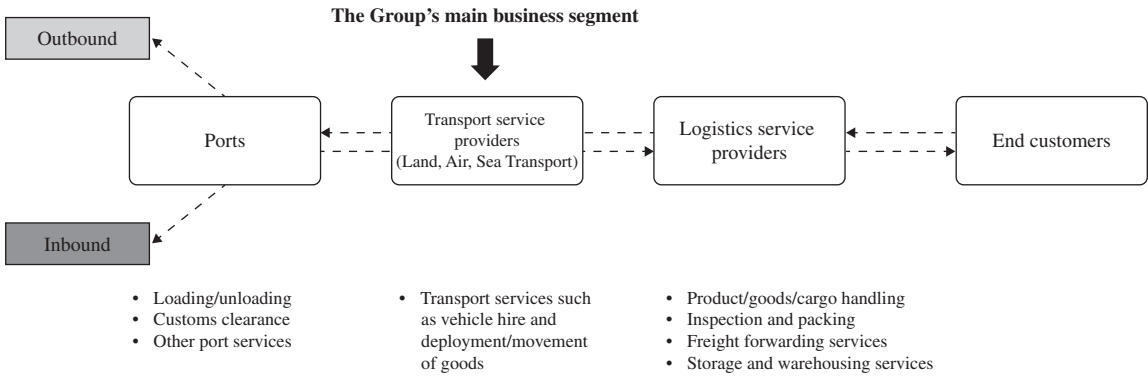 The Group's main business segment
Outbound
Ports
Transport service
providers
(Land, Air, Sea Transport)
Logistics service
providers
End customers
Inbound
• Loading/unloading
• Customs clearance
• Other port services
• Transport services such
as vehicle hire and
deployment/movement
of goods
• Product/goods/cargo handling
• Inspection and packing
• Freight forwarding services
• Storage and warehousing services